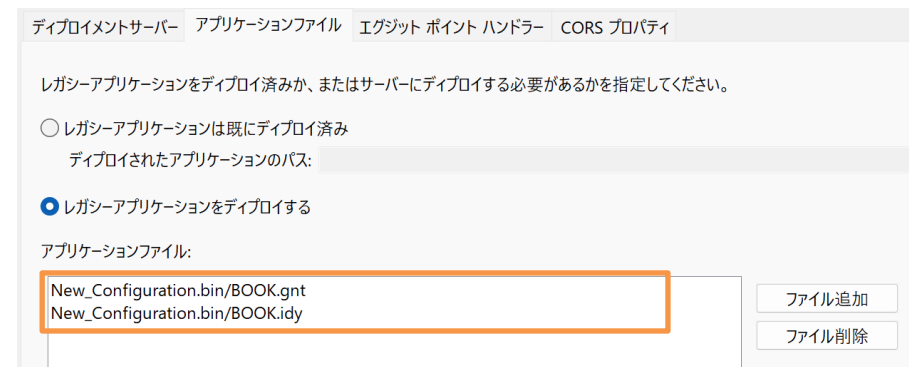 ディプロイメントサーバー アプリケーションファイル エグジット ポイント ハンドラー CORS プロパティ
レガシーアプリケーションをディプロイ済みか、またはサーバーにディプロイする必要があるかを指定してください。
レガシーアプリケーションは既にディプロイ済み
ディプロイされたアプリケーションのパス:
レガシーアプリケーションをディプロイする
アプリケーションファイル:
New_Configuration.bin/BOOK.gnt
New_Configuration.bin/BOOK.idy
ファイル追加
ファイル削除